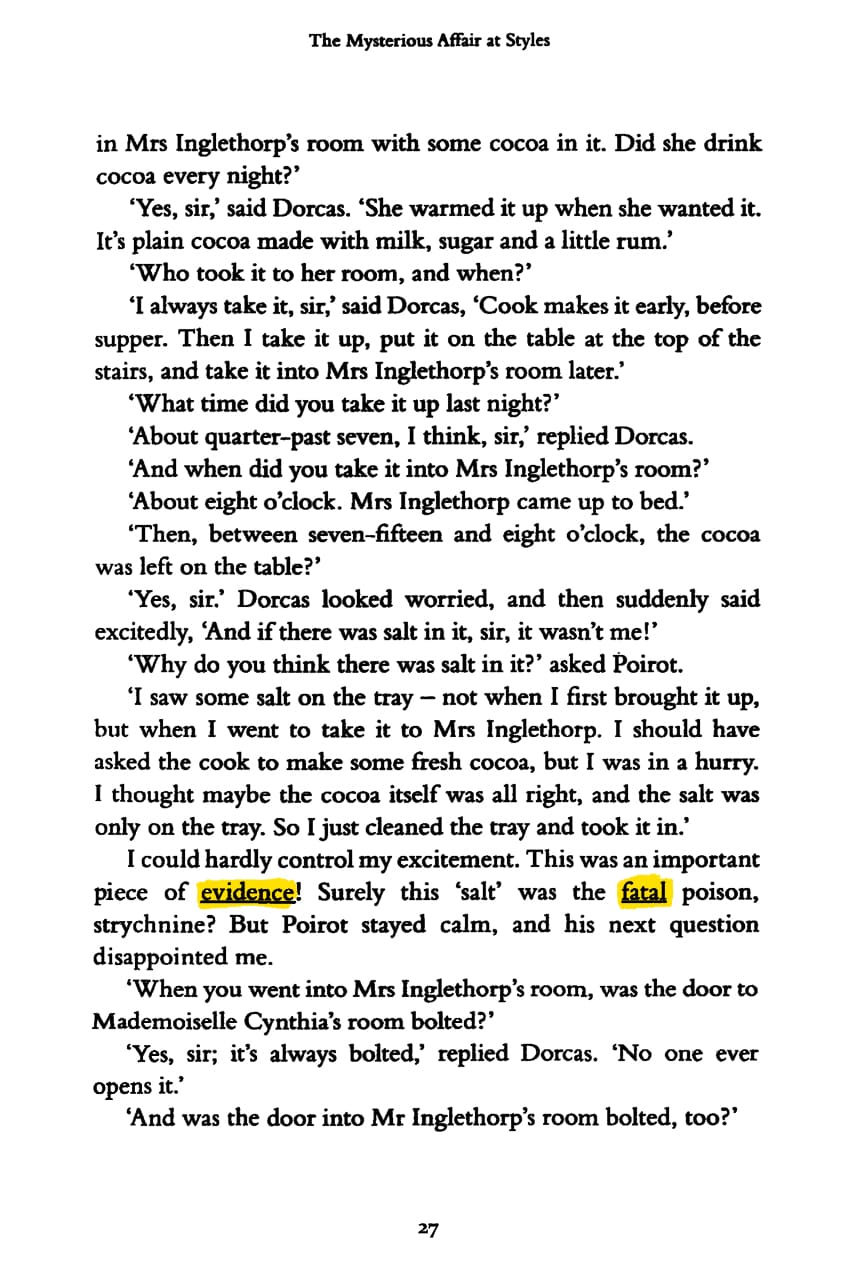 The Mysterious Affair at Styles
in Mrs Inglethorp’s room with some cocoa in it. Did she drink
cocoa every night?’
‘Yes, sir,’ said Dorcas. ‘She warmed it up when she wanted it.
It’s plain cocoa made with milk, sugar and a little rum.’
‘Who took it to her room, and when?’
‘I always take it, sir,’ said Dorcas, ‘Cook makes it early, before
supper. Then I take it up, put it on the table at the top of the
stairs, and take it into Mrs Inglethorp’s room later.’
‘What time did you take it up last night?’
‘About quarter-past seven, I think, sir,’ replied Dorcas.
‘And when did you take it into Mrs Inglethorp’s room?’
‘About eight o’clock. Mrs Inglethorp came up to bed.’
‘Then, between seven-fifteen and eight o’clock, the cocoa
was left on the table?’
‘Yes, sir.’ Dorcas looked worried, and then suddenly said
excitedly, ‘And if there was salt in it, sir, it wasn’t me!’
‘Why do you think there was salt in it?’ asked Poirot.
‘I saw some salt on the tray – not when I first brought it up,
but when I went to take it to Mrs Inglethorp. I should have
asked the cook to make some fresh cocoa, but I was in a hurry.
I thought maybe the cocoa itself was all right, and the salt was
only on the tray. So I just cleaned the tray and took it in.’
I could hardly control my excitement. This was an important
piece of evidence! Surely this ‘salt’ was the fatal poison,
strychnine? But Poirot stayed calm, and his next question
disappointed me.
‘When you went into Mrs Inglethorp’s room, was the door to
Mademoiselle Cynthia’s room bolted?’
‘Yes, sir; it’s always bolted,’ replied Dorcas. ‘No one ever
opens it.’
‘And was the door into Mr Inglethorp’s room bolted, too?’
27